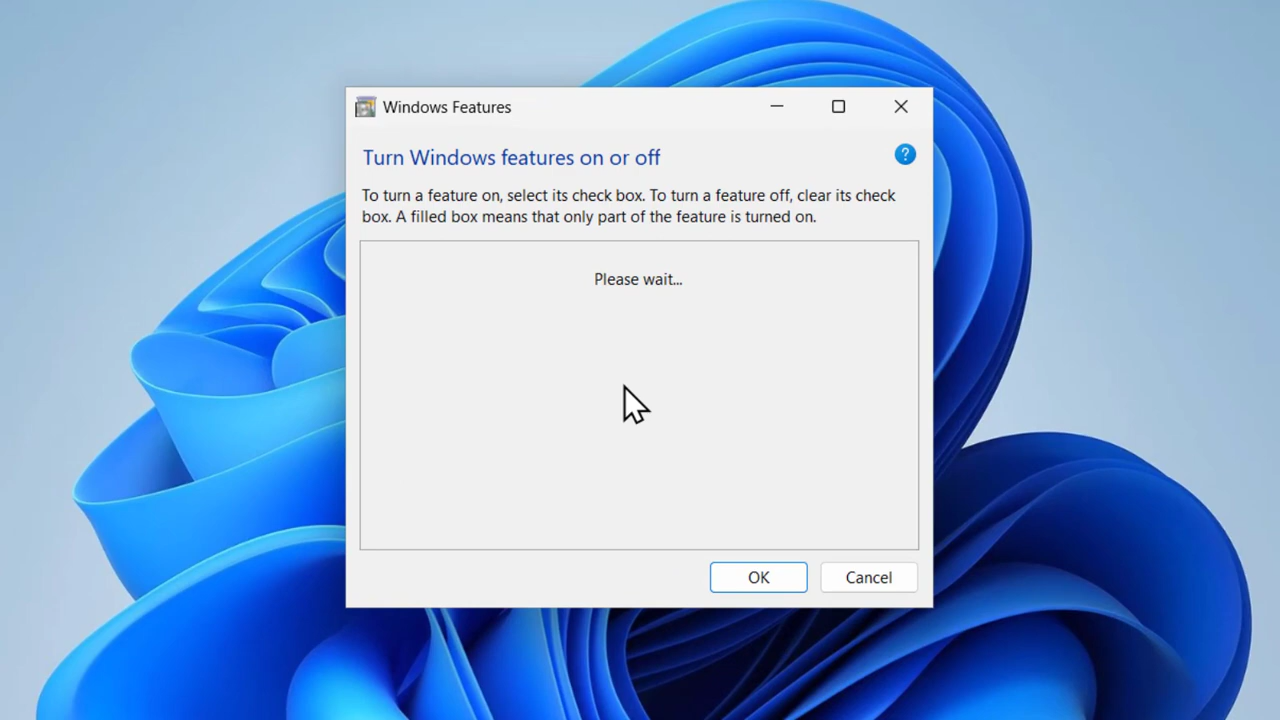 Windows Features
Turn Windows features on or off
?
To turn a feature on, select its check box. To turn a feature off, clear its check
box. A filled box means that only part of the feature is turned on.
Please wait...
OK
Cancel